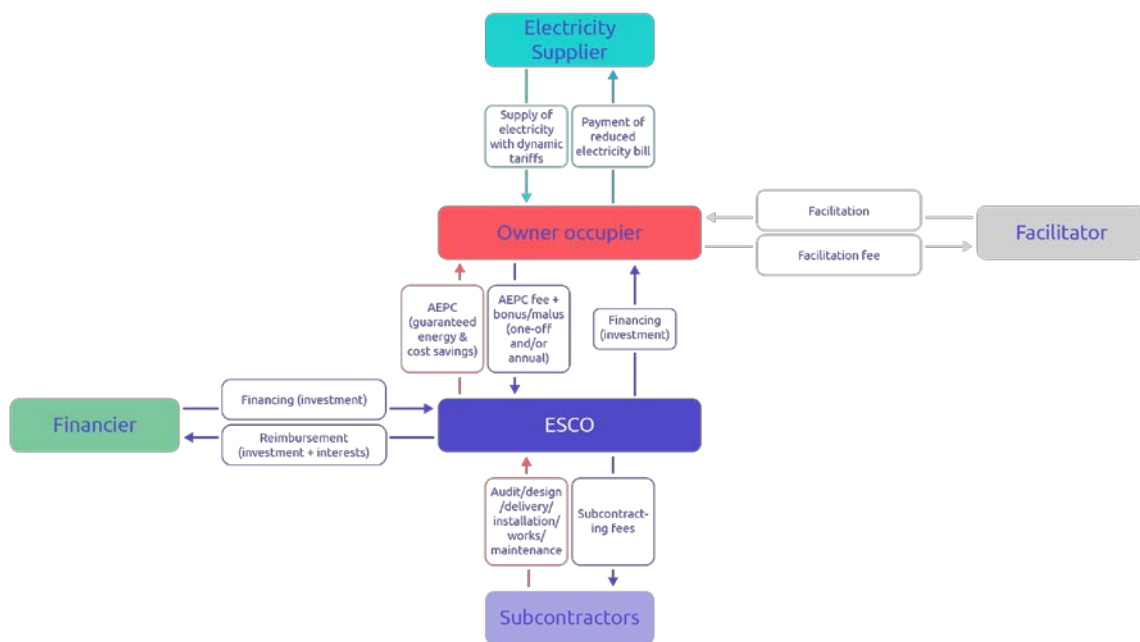 Electricity
Supplier
Supply of
electricity
with dynamic
tariffs
Payment of
reduced
electricity bill
Owner occupier
Facilitation
Facilitation fee
Facilitator
AEPC
(guaranteed
energy &
cost savings)
AEPC fee +
bonus/malus
(one-off
and/or
annual)
Financing
(investment)
Financier
Financing (investment)
Reimbursement
(investment + interests)
ESCO
Audit/design
/delivery/
installation/
works/
maintenance
Subcontract-
ing fees
Subcontractors